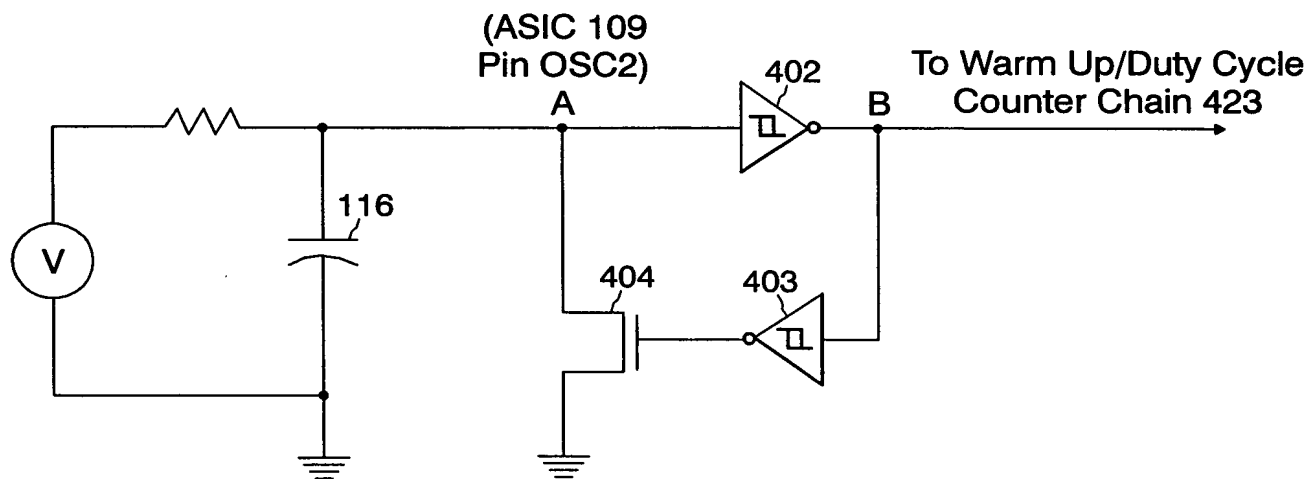 (ASIC 109
Pin OSC2)
A
402
B
To Warm Up/Duty Cycle
Counter Chain 423
116
V
404
403